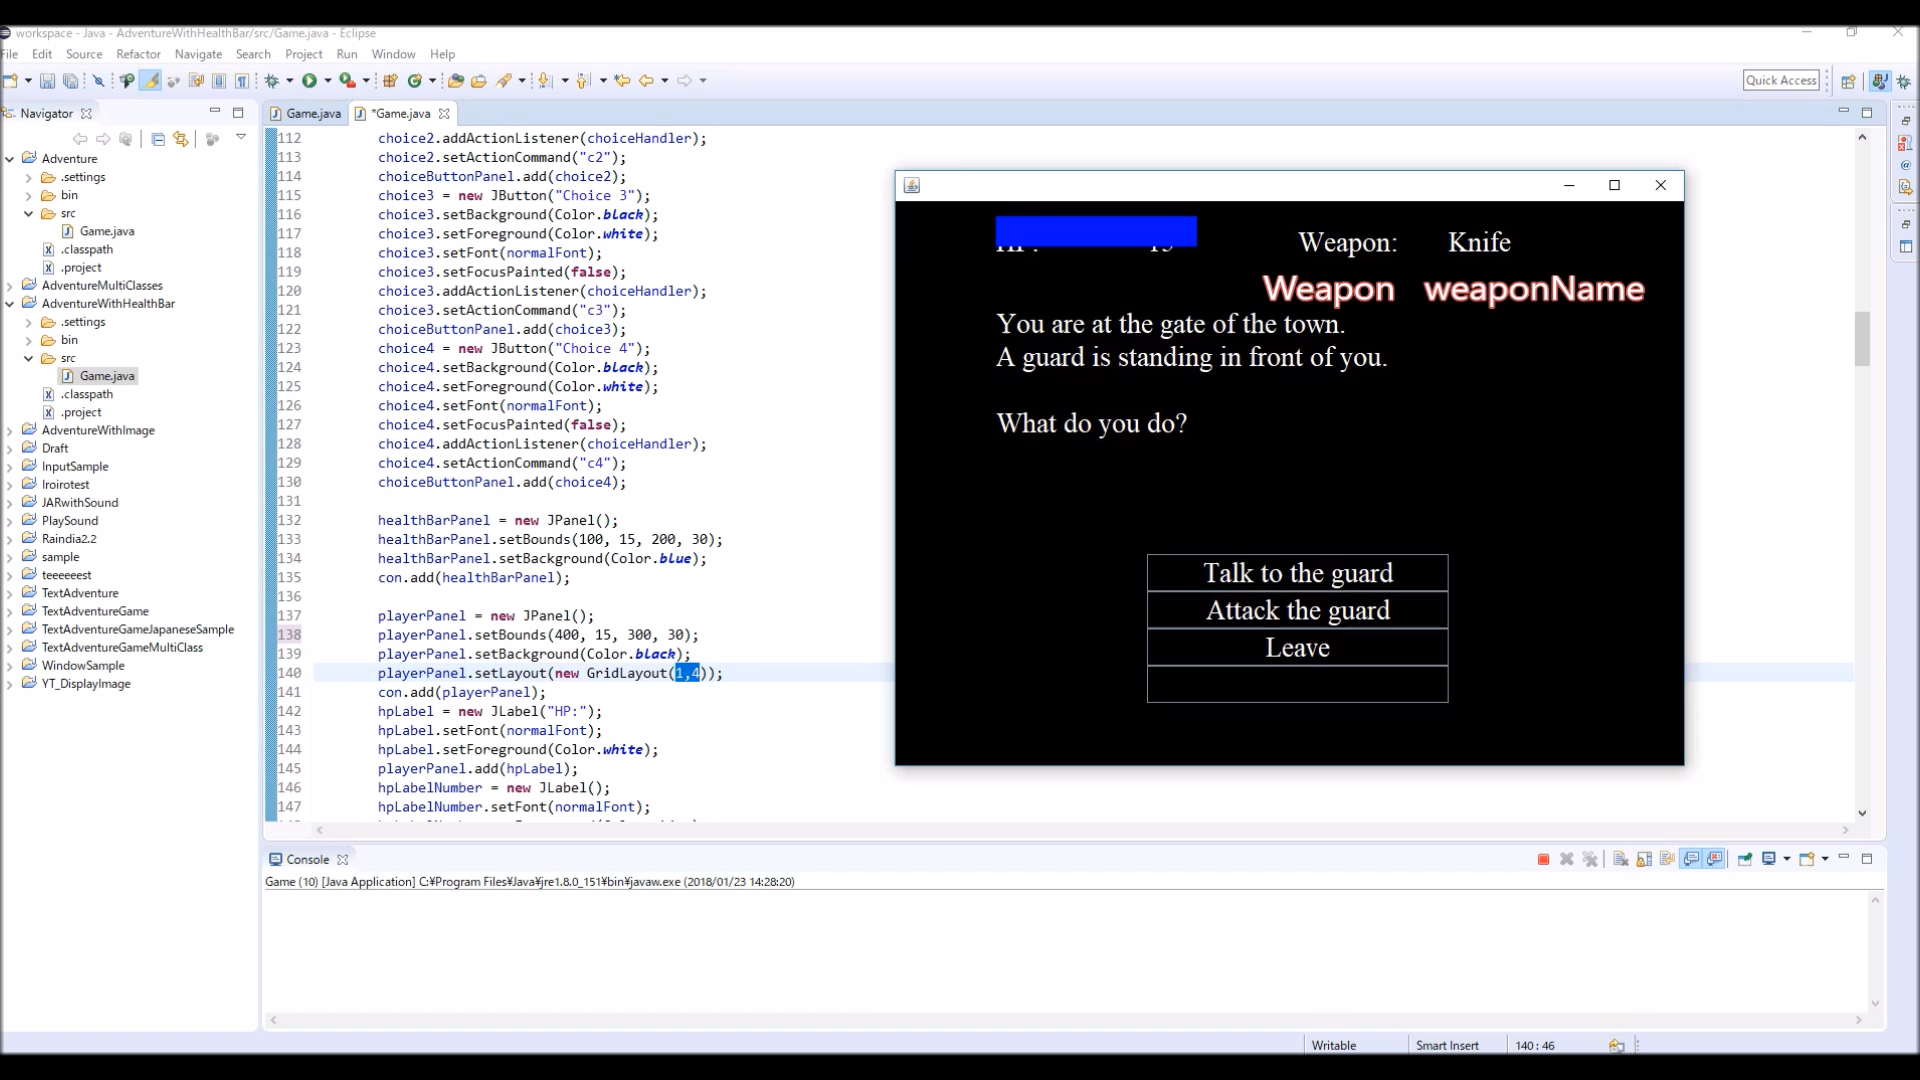 workspace - Java - AdventureWithHealthBar/src/Game.java - Eclipse
File Edit Source Refactor Navigate Search Project Run Window Help
Quick Access
Navigator
Adventure
.settings
bin
src
Game.java
.classpath
.project
AdventureMultiClasses
AdventureWithHealthBar
.settings
bin
src
Game.java
.classpath
.project
AdventureWithImage
Draft
InputSample
Iroirotest
JARwithSound
PlaySound
Raindia2.2
sample
teeeeeest
TextAdventure
TextAdventureGame
TextAdventureGameJapaneseSample
TextAdventureGameMultiClass
WindowSample
YT_DisplayImage
Game.java *Game.java
112 choice2.addActionListener(choiceHandler);
113 choice2.setActionCommand("c2");
114 choiceButtonPanel.add(choice2);
115 choice3 = new JButton("Choice 3");
116 choice3.setBackground(Color.black);
117 choice3.setForeground(Color.white);
118 choice3.setFont(normalFont);
119 choice3.setFocusPainted(false);
120 choice3.addActionListener(choiceHandler);
121 choice3.setActionCommand("c3");
122 choiceButtonPanel.add(choice3);
123 choice4 = new JButton("Choice 4");
124 choice4.setBackground(Color.black);
125 choice4.setForeground(Color.white);
126 choice4.setFont(normalFont);
127 choice4.setFocusPainted(false);
128 choice4.addActionListener(choiceHandler);
129 choice4.setActionCommand("c4");
130 choiceButtonPanel.add(choice4);
131
132 healthBarPanel = new JPanel();
133 healthBarPanel.setBounds(100, 15, 200, 30);
134 healthBarPanel.setBackground(Color.blue);
135 con.add(healthBarPanel);
136
137 playerPanel = new JPanel();
138 playerPanel.setBounds(400, 15, 300, 30);
139 playerPanel.setBackground(Color.black);
140 playerPanel.setLayout(new GridLayout(1,4));
141 con.add(playerPanel);
142 hpLabel = new JLabel("HP:");
143 hpLabel.setFont(normalFont);
144 hpLabel.setForeground(Color.white);
145 playerPanel.add(hpLabel);
146 hpLabelNumber = new JLabel();
147 hpLabelNumber.setFont(normalFont);
Weapon: Knife
Weapon weaponName
You are at the gate of the town.
A guard is standing in front of you.
What do you do?
Talk to the guard
Attack the guard
Leave
Console
Game (10) [Java Application] C:¥Program Files¥Java¥jre1.8.0_151¥bin¥javaw.exe (2018/01/23 14:28:20)
Writable Smart Insert 140 : 46